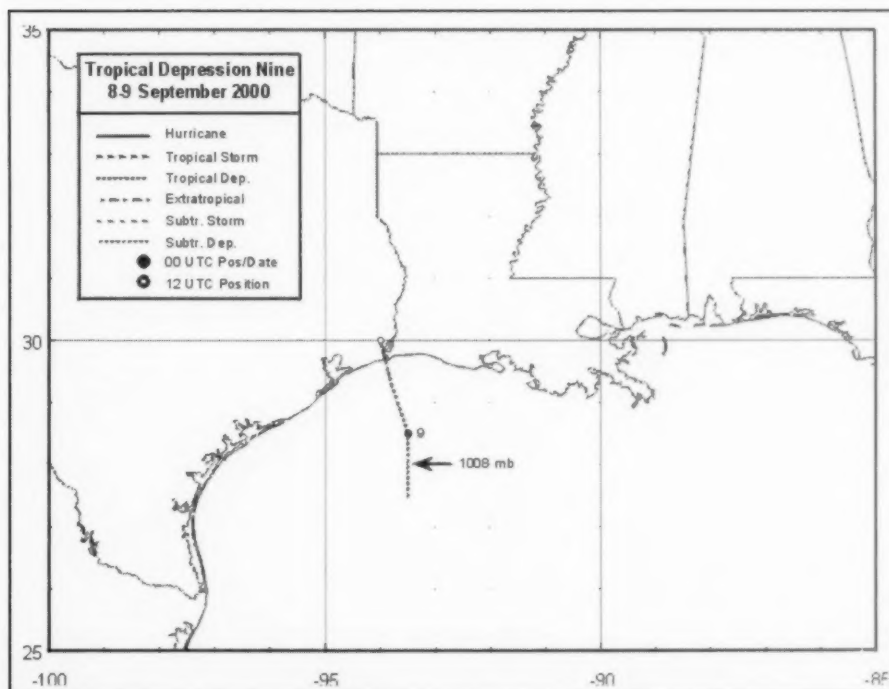 35
Tropical Depression Nine
8-9 September 2000
Hurricane
Tropical Storm
Tropical Dep.
Extratropical
Subtr. Storm
Subtr. Dep.
00 UTC Pos/Date
12 UTC Position
30
9
1008 mb
25
-100
-95
-90
-85